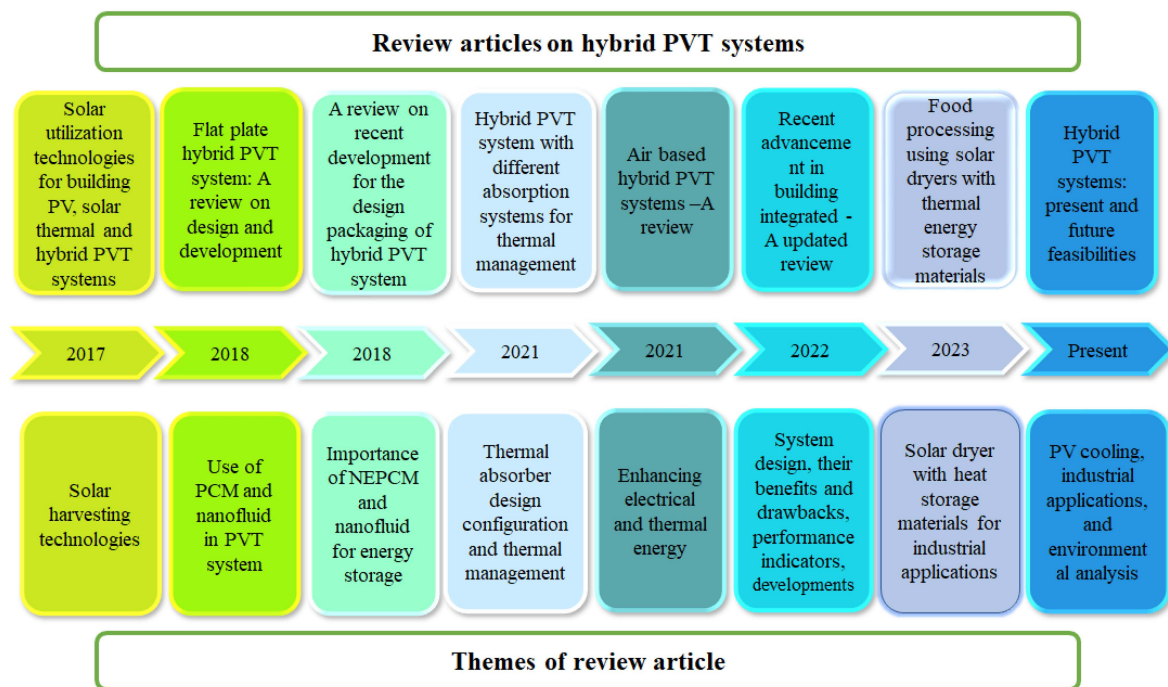 Review articles on hybrid PVT systems
Solar
utilization
technologies
for building
PV, solar
thermal and
hybrid PVT
systems
Flat plate
hybrid PVT
system: A
review on
design and
development
A review on
recent
development
for the
design
packaging of
hybrid PVT
system
Hybrid PVT
system with
different
absorption
systems for
thermal
management
Air based
hybrid PVT
systems –A
review
Recent
advanceme
nt in
building
integrated -
A updated
review
Food
processing
using solar
dryers with
thermal
energy
storage
materials
Hybrid
PVT
systems:
present and
future
feasibilities
2017
2018
2018
2021
2021
2022
2023
Present
Solar
harvesting
technologies
Use of
PCM and
nanofluid
in PVT
system
Importance
of NEPCM
and
nanofluid
for energy
storage
Thermal
absorber
design
configuration
and thermal
management
Enhancing
electrical
and thermal
energy
System
design, their
benefits and
drawbacks,
performance
indicators,
developments
Solar dryer
with heat
storage
materials for
industrial
applications
PV cooling,
industrial
applications,
and
environment
al analysis
Themes of review article